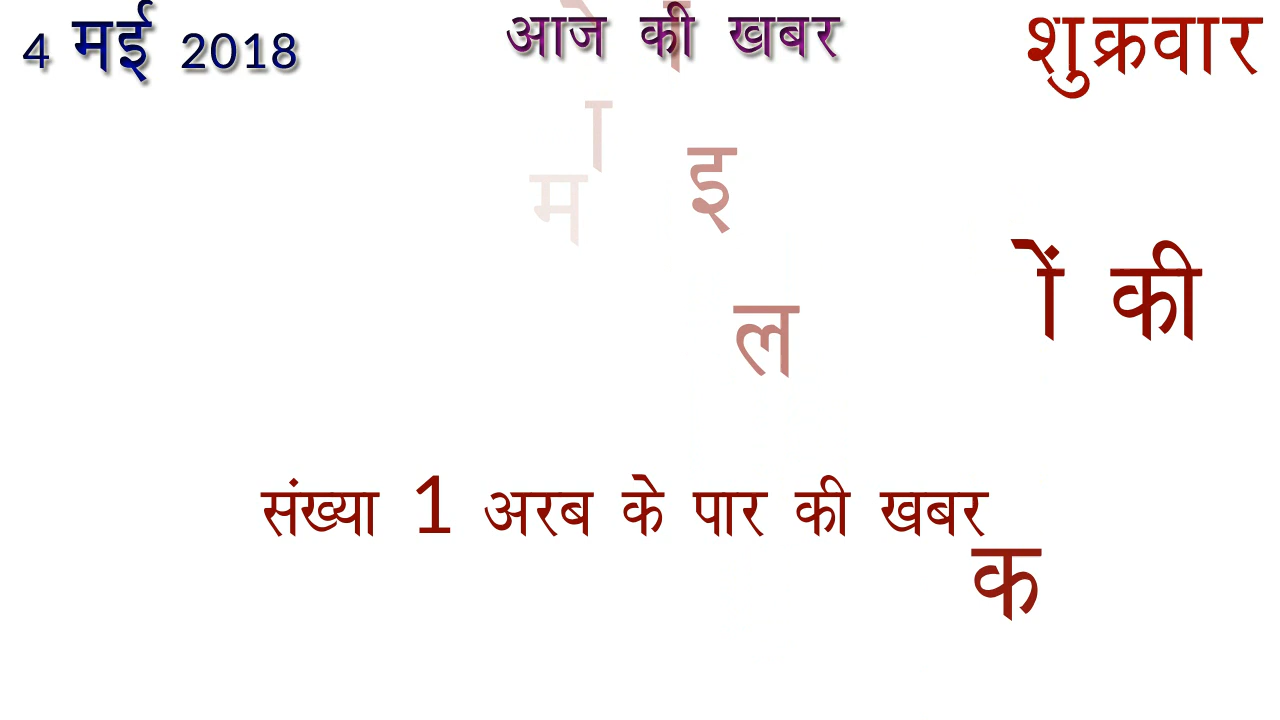 4 मई 2018 आज की खबर शुक्रवार
ा
म इ
ों की
ल
संख्या 1 अरब के पार की खबर
क